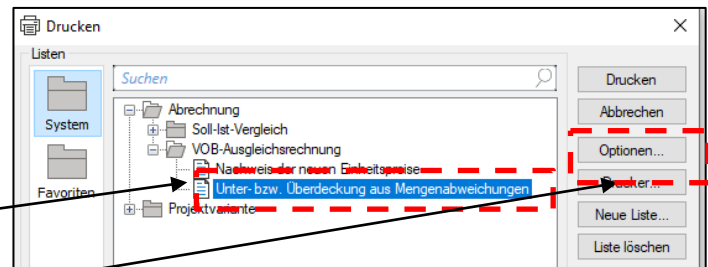 Drucken
Listen
System
Favoriten
Suchen
Abrechnung
Soll-Ist-Vergleich
VOB-Ausgleichsrechnung
Nachweis der neuen Einheitspreise
Unter- bzw. Überdeckung aus Mengenabweichungen
Projektvariante
Drucken
Abbrechen
Optionen...
Drucker...
Neue Liste...
Liste löschen